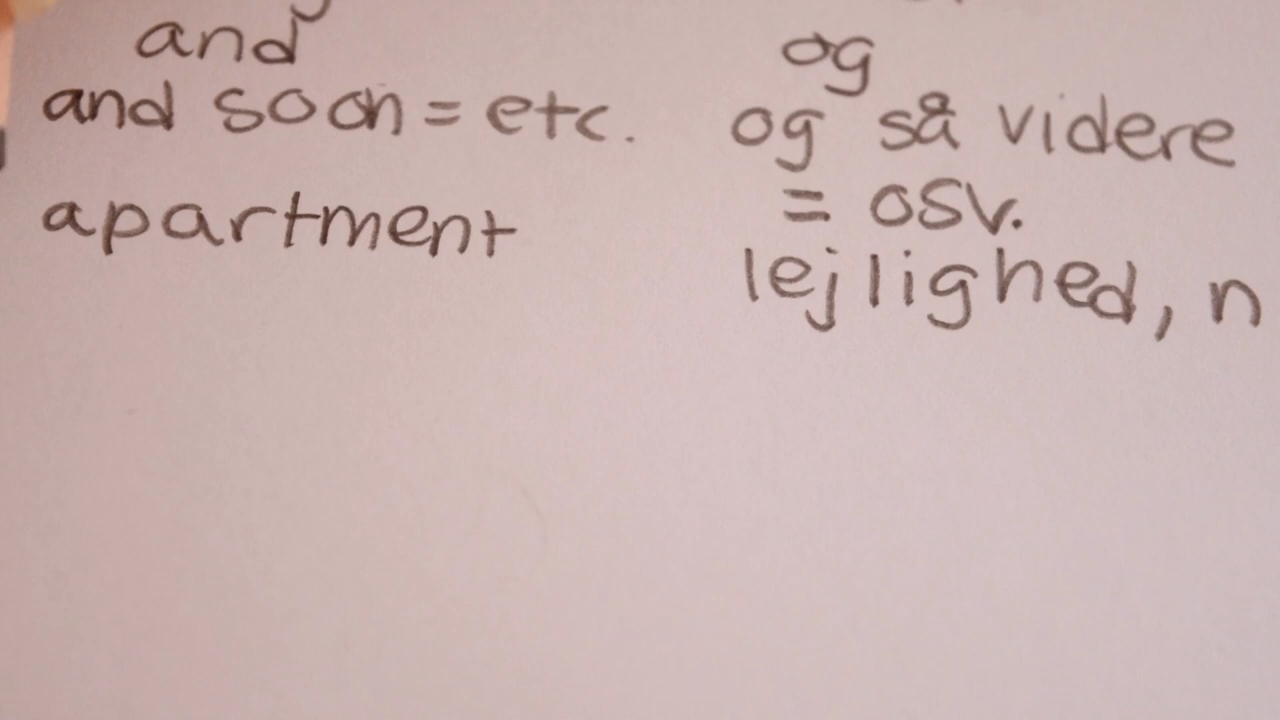 and
og
and so on = etc.
og så videre
= osv.
apartment
lejlighed, n